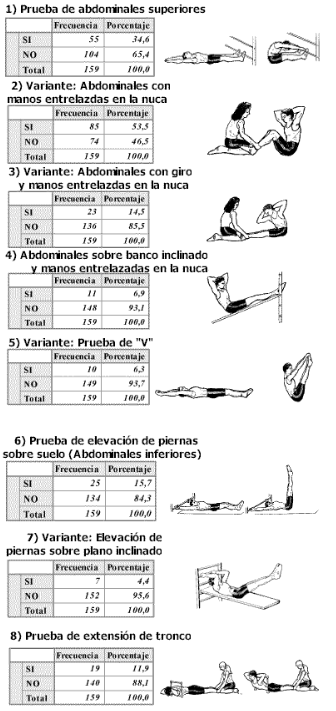 1) Prueba de abdominales superiores
Frecuencia Porcentaje
SI 55 34,6
NO 104 65,4
Total 159 100,0
2) Variante: Abdominales con
manos entrelazdas en la nuca
Frecuencia Porcentaje
SI 85 53,5
NO 74 46,5
Total 159 100,0
3) Variante: Abdominales con giro
y manos entrelazdas en la nuca
Frecuencia Porcentaje
SI 23 14,5
NO 136 85,5
Total 159 100,0
4) Abdominales sobre banco inclinado
y manos entrelazadas en la nuca
Frecuencia Porcentaje
SI 11 6,9
NO 148 93,1
Total 159 100,0
5) Variante: Prueba de "V"
Frecuencia Porcentaje
SI 10 6,3
NO 149 93,7
Total 159 100,0
6) Prueba de elevación de piernas
sobre suelo (Abdominales inferiores)
Frecuencia Porcentaje
SI 25 15,7
NO 134 84,3
Total 159 100,0
7) Variante: Elevación de
piernas sobre plano inclinado
Frecuencia Porcentaje
SI 7 4,4
NO 152 95,6
Total 159 100,0
8) Prueba de extensión de tronco
Frecuencia Porcentaje
SI 19 11,9
NO 140 88,1
Total 159 100,0